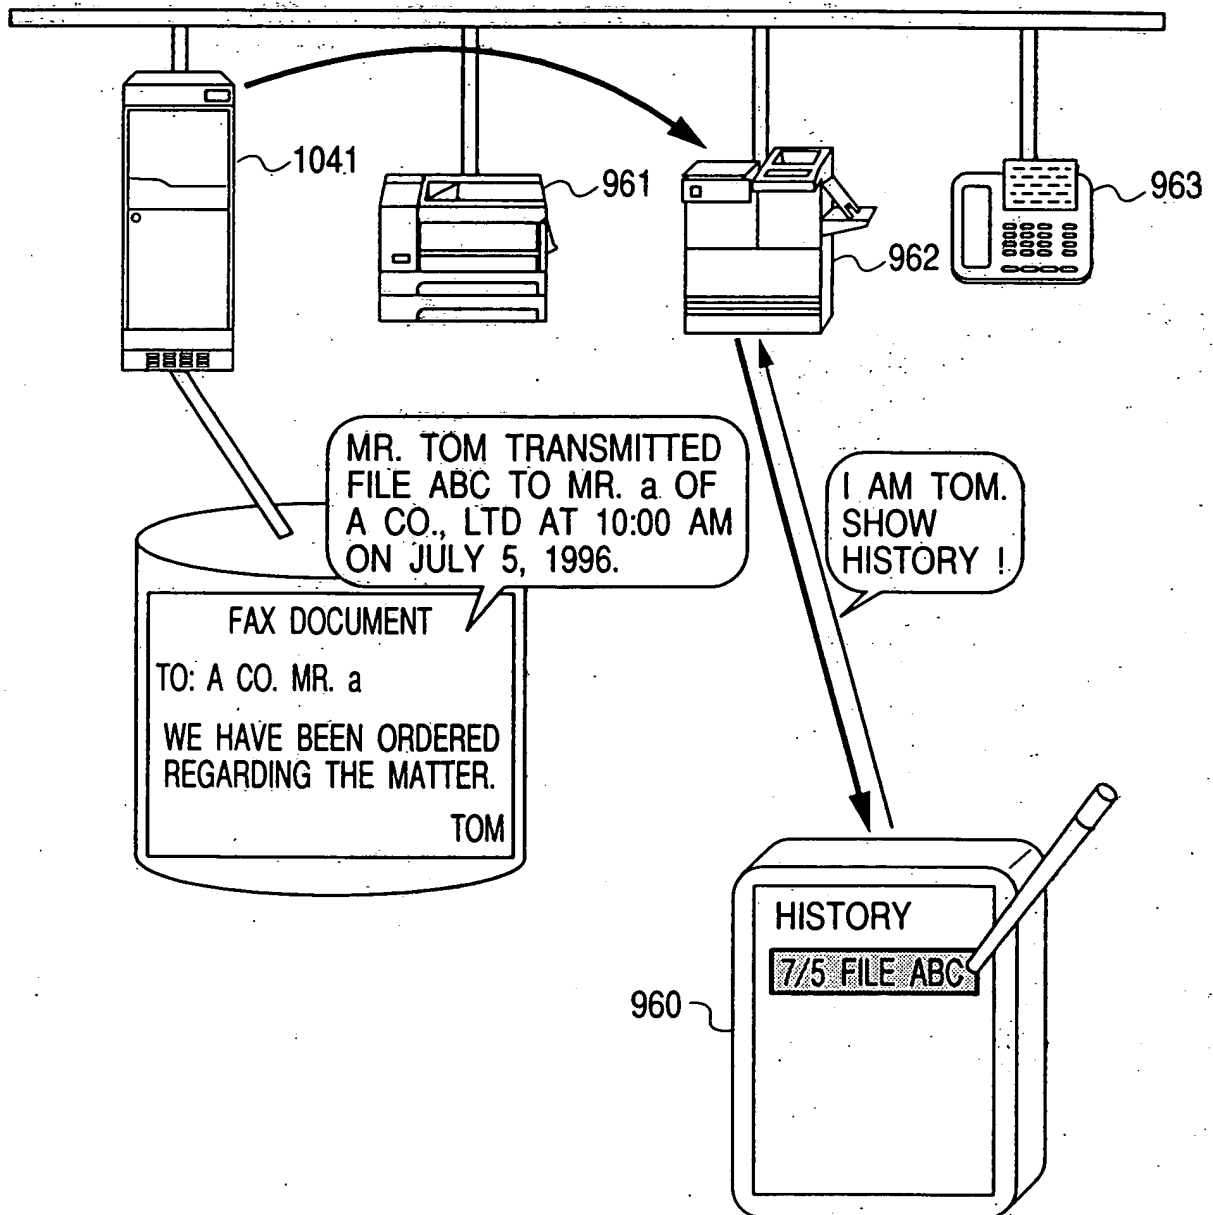 1041
961
962
963
MR. TOM TRANSMITTED
FILE ABC TO MR. a OF
A CO., LTD AT 10:00 AM
ON JULY 5, 1996.
I AM TOM.
SHOW
HISTORY !
FAX DOCUMENT
TO: A CO. MR. a
WE HAVE BEEN ORDERED
REGARDING THE MATTER.
TOM
HISTORY
7/5 FILE ABC
960